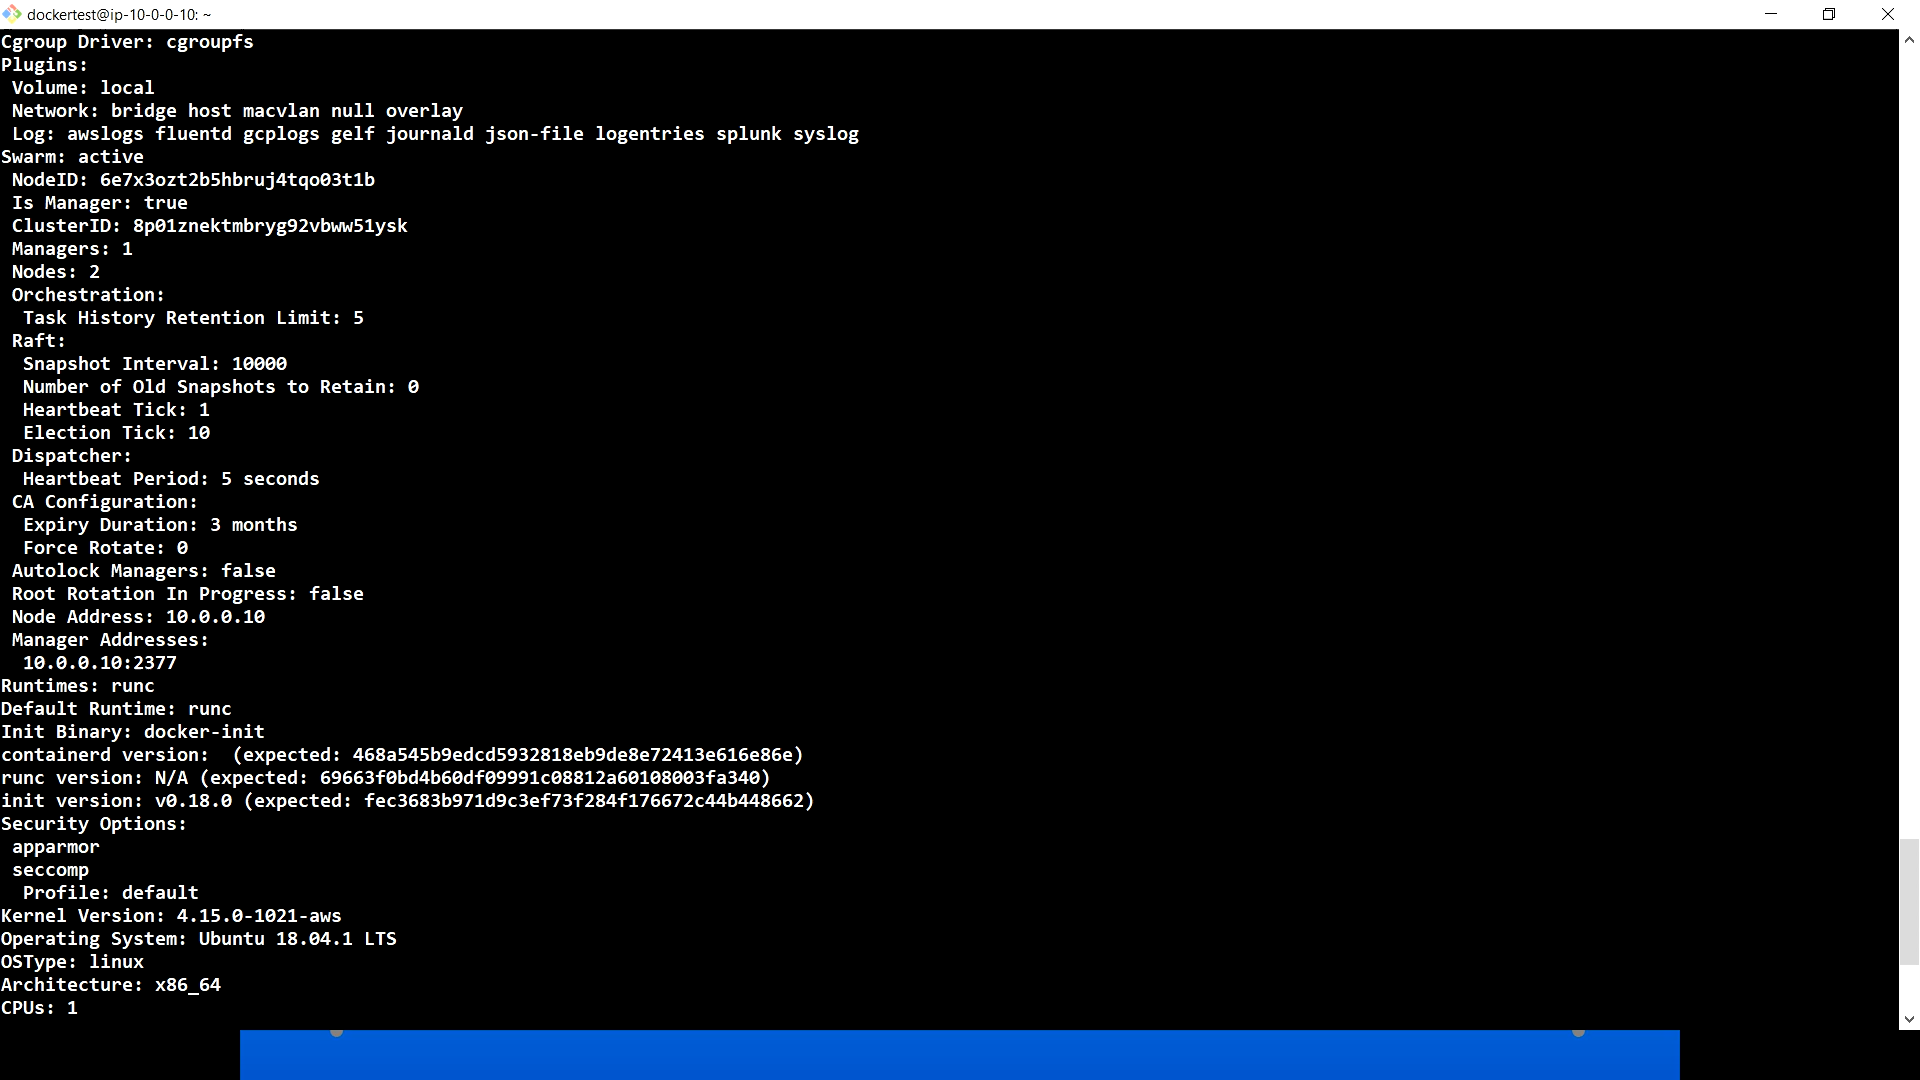 dockertest@ip-10-0-0-10: ~
Cgroup Driver: cgroupfs
Plugins:
 Volume: local
 Network: bridge host macvlan null overlay
 Log: awslogs fluentd gcplogs gelf journald json-file logentries splunk syslog
Swarm: active
 NodeID: 6e7x3ozt2b5hbruj4tqo03t1b
 Is Manager: true
 ClusterID: 8p01znektmbryg92vbww51ysk
 Managers: 1
 Nodes: 2
 Orchestration:
  Task History Retention Limit: 5
 Raft:
  Snapshot Interval: 10000
  Number of Old Snapshots to Retain: 0
  Heartbeat Tick: 1
  Election Tick: 10
 Dispatcher:
  Heartbeat Period: 5 seconds
 CA Configuration:
  Expiry Duration: 3 months
  Force Rotate: 0
 Autolock Managers: false
 Root Rotation In Progress: false
 Node Address: 10.0.0.10
 Manager Addresses:
  10.0.0.10:2377
Runtimes: runc
Default Runtime: runc
Init Binary: docker-init
containerd version:  (expected: 468a545b9edcd5932818eb9de8e72413e616e86e)
runc version: N/A (expected: 69663f0bd4b60df09991c08812a60108003fa340)
init version: v0.18.0 (expected: fec3683b971d9c3ef73f284f176672c44b448662)
Security Options:
 apparmor
 seccomp
  Profile: default
Kernel Version: 4.15.0-1021-aws
Operating System: Ubuntu 18.04.1 LTS
OSType: linux
Architecture: x86_64
CPUs: 1